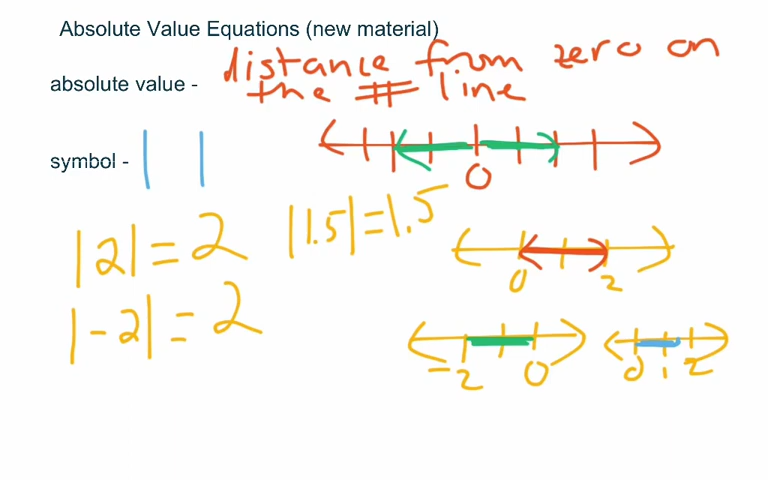 Absolute Value Equations (new material)
absolute value - distance from zero on
the # line
symbol - | |
0
|2| = 2 |1.5| = 1.5
0 2
|-2| = 2
-2 0 0 1 2